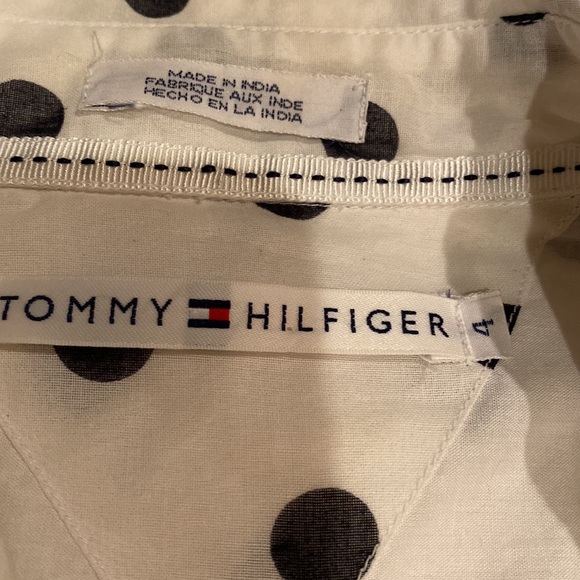 MADE IN INDIA
FABRIQUE AUX INDE
HECHO EN LA INDIA
TOMMY HILFIGER
4